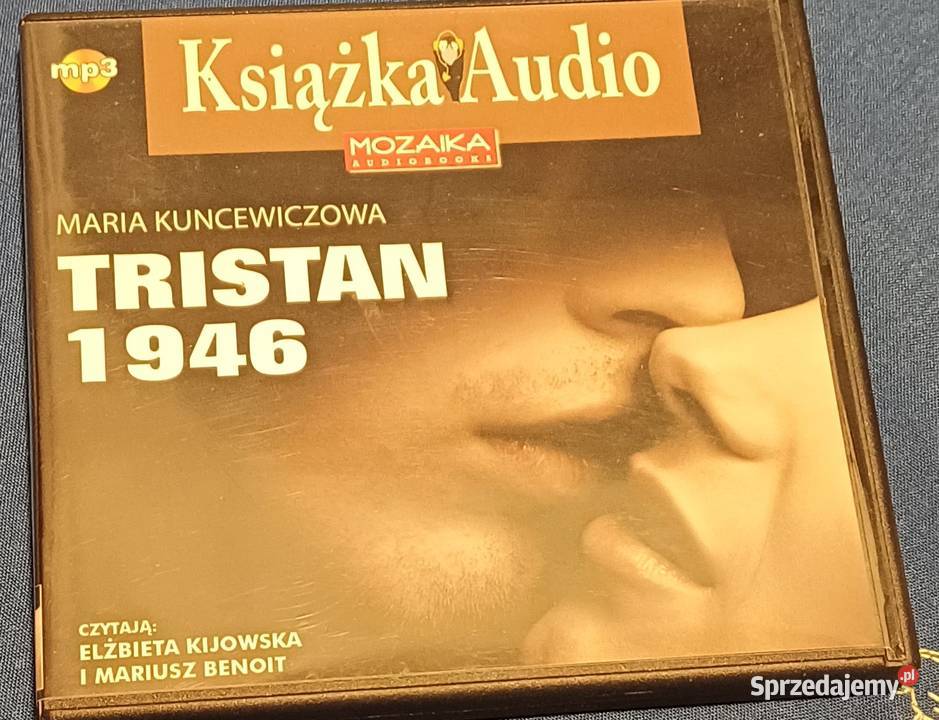 mp3
Książka Audio
MOZAIKA
AUDIOBOOKS
MARIA KUNCEWICZOWA
TRISTAN
1946
CZYTAJĄ:
ELŻBIETA KIJOWSKA
I MARIUSZ BENOIT
Sprzedajemy.pl